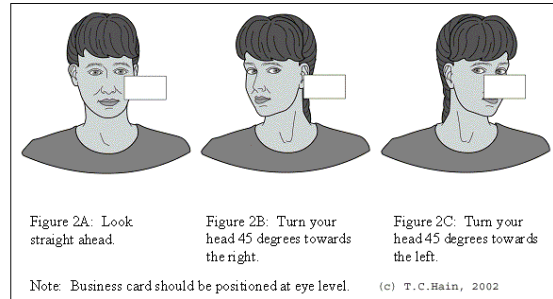 Figure 2A: Look
straight ahead.
Figure 2B: Turn your
head 45 degrees towards
the right.
Figure 2C: Turn your
head 45 degrees towards
the left.
Note: Business card should be positioned at eye level.
(c) T.C.Hain, 2002